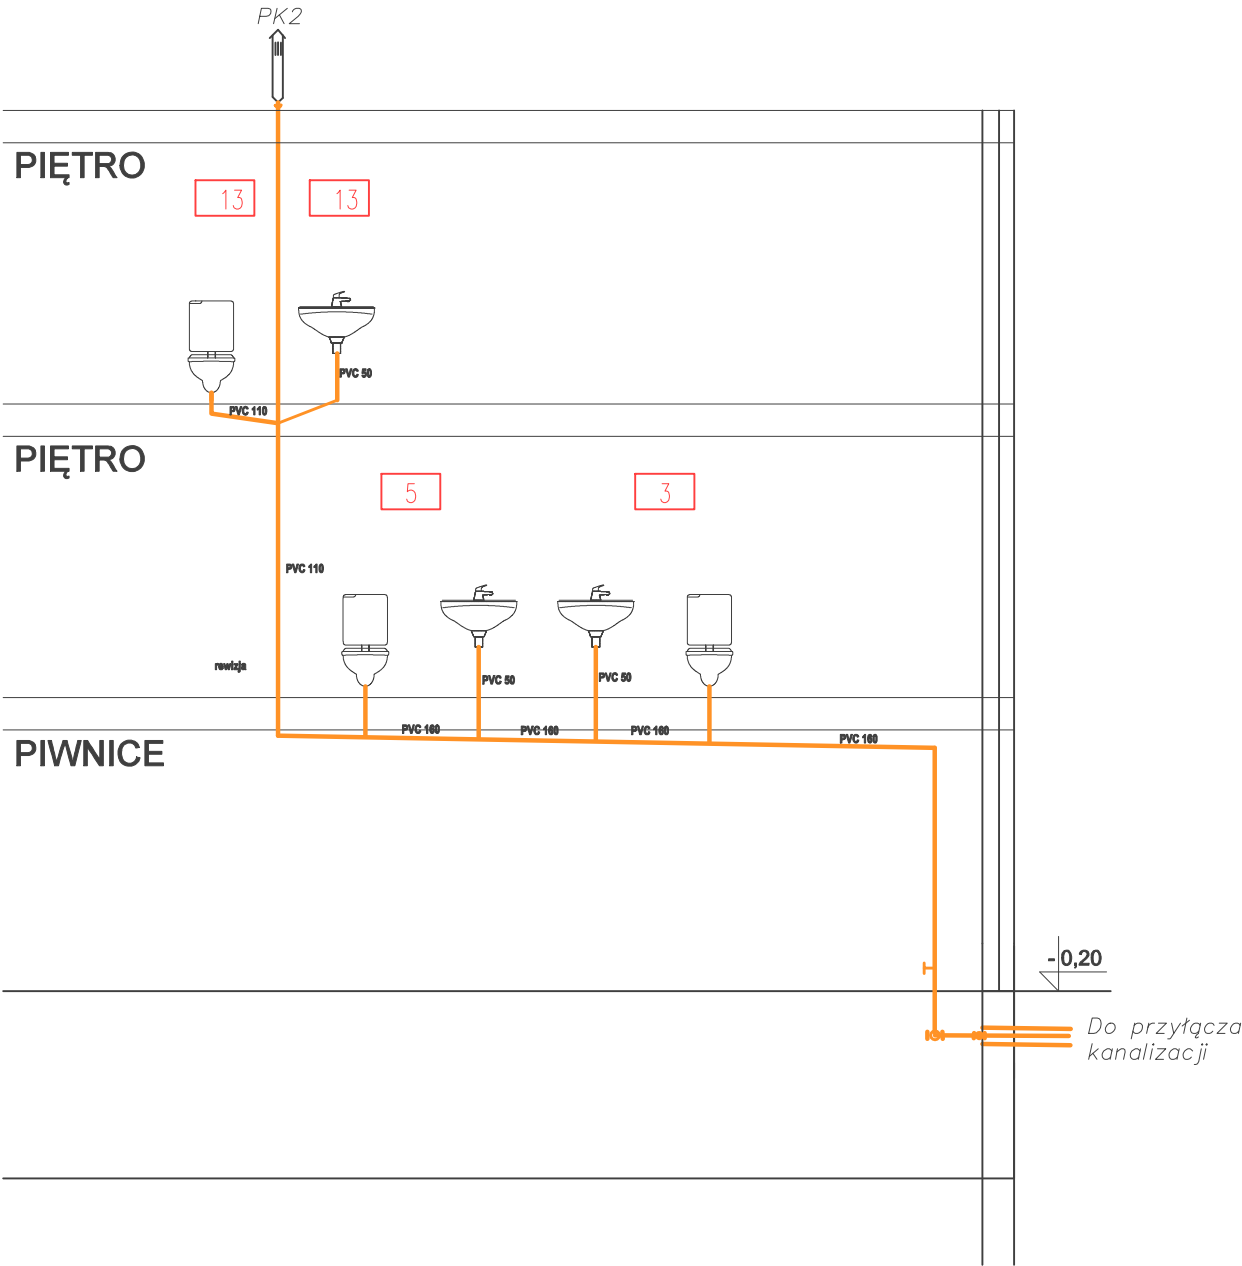 PK2
PIĘTRO
13
13
PVC 50
PVC 110
PIĘTRO
5
3
PVC 110
rewizja
PVC 50
PVC 50
PVC 160
PVC 160
PVC 160
PVC 160
PIWNICE
-0,20
Do przyłącza
kanalizacji